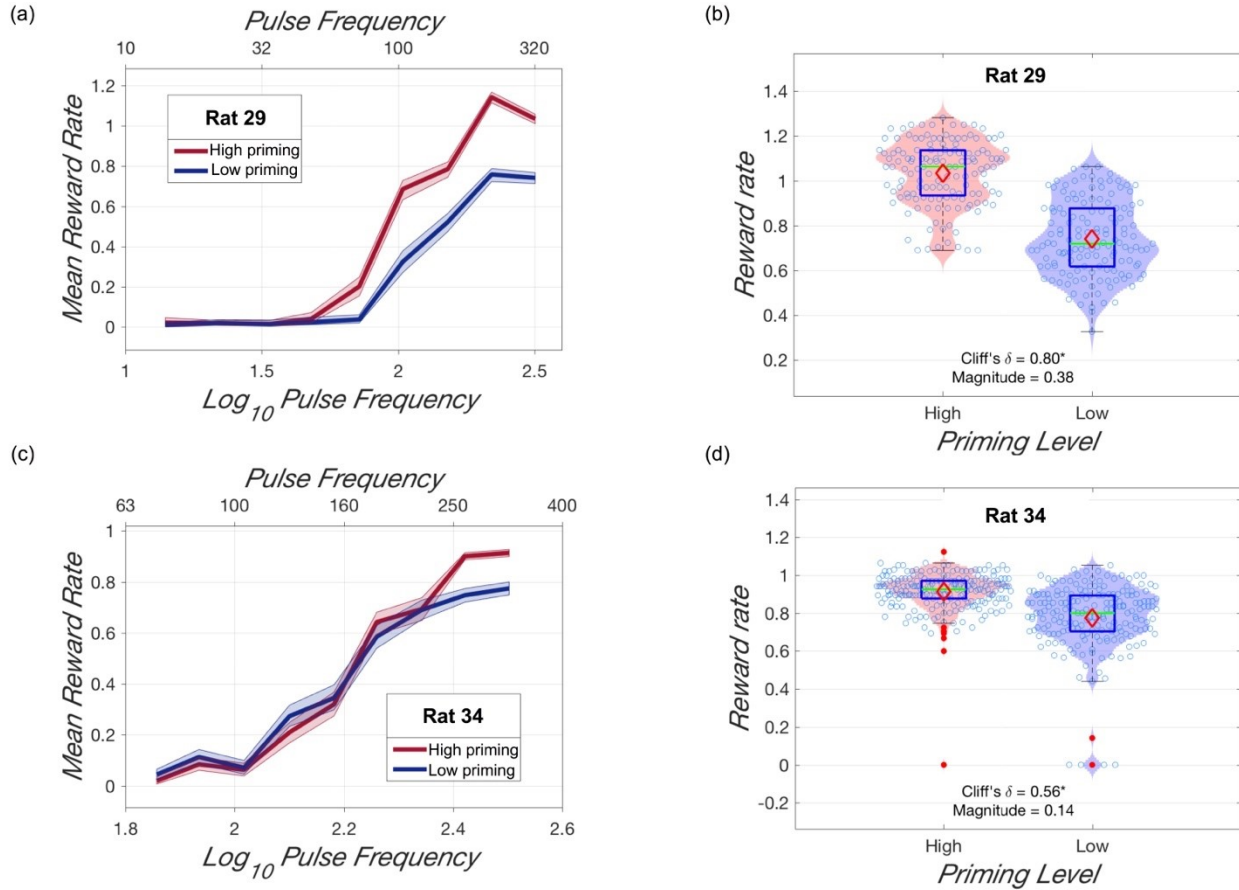 (a)
Pulse Frequency
10 32 100 320
Mean Reward Rate
1.2
1
0.8
0.6
0.4
0.2
0
Rat 29
High priming
Low priming
1 1.5 2 2.5
Log10 Pulse Frequency
(b)
Rat 29
Reward rate
1.4
1.2
1
0.8
0.6
0.4
0.2
Cliff's δ = 0.80*
Magnitude = 0.38
High Low
Priming Level
(c)
Pulse Frequency
63 100 160 250 400
Mean Reward Rate
1
0.8
0.6
0.4
0.2
0
Rat 34
High priming
Low priming
1.8 2 2.2 2.4 2.6
Log10 Pulse Frequency
(d)
Rat 34
Reward rate
1.4
1.2
1
0.8
0.6
0.4
0.2
0
-0.2
Cliff's δ = 0.56*
Magnitude = 0.14
High Low
Priming Level